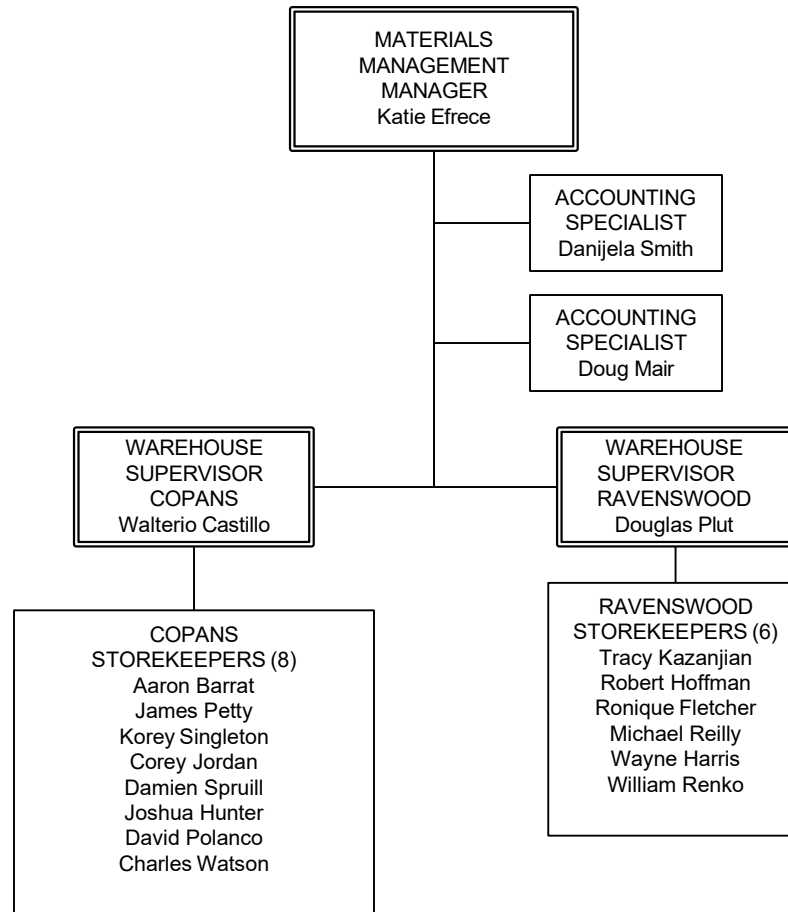 MATERIALS
MANAGEMENT
MANAGER
Katie Efrece
ACCOUNTING
SPECIALIST
Danijela Smith
ACCOUNTING
SPECIALIST
Doug Mair
WAREHOUSE
SUPERVISOR
COPANS
Walterio Castillo
WAREHOUSE
SUPERVISOR
RAVENSWOOD
Douglas Plut
COPANS
STOREKEEPERS (8)
Aaron Barrat
James Petty
Korey Singleton
Corey Jordan
Damien Spruill
Joshua Hunter
David Polanco
Charles Watson
RAVENSWOOD
STOREKEEPERS (6)
Tracy Kazanjian
Robert Hoffman
Ronique Fletcher
Michael Reilly
Wayne Harris
William Renko